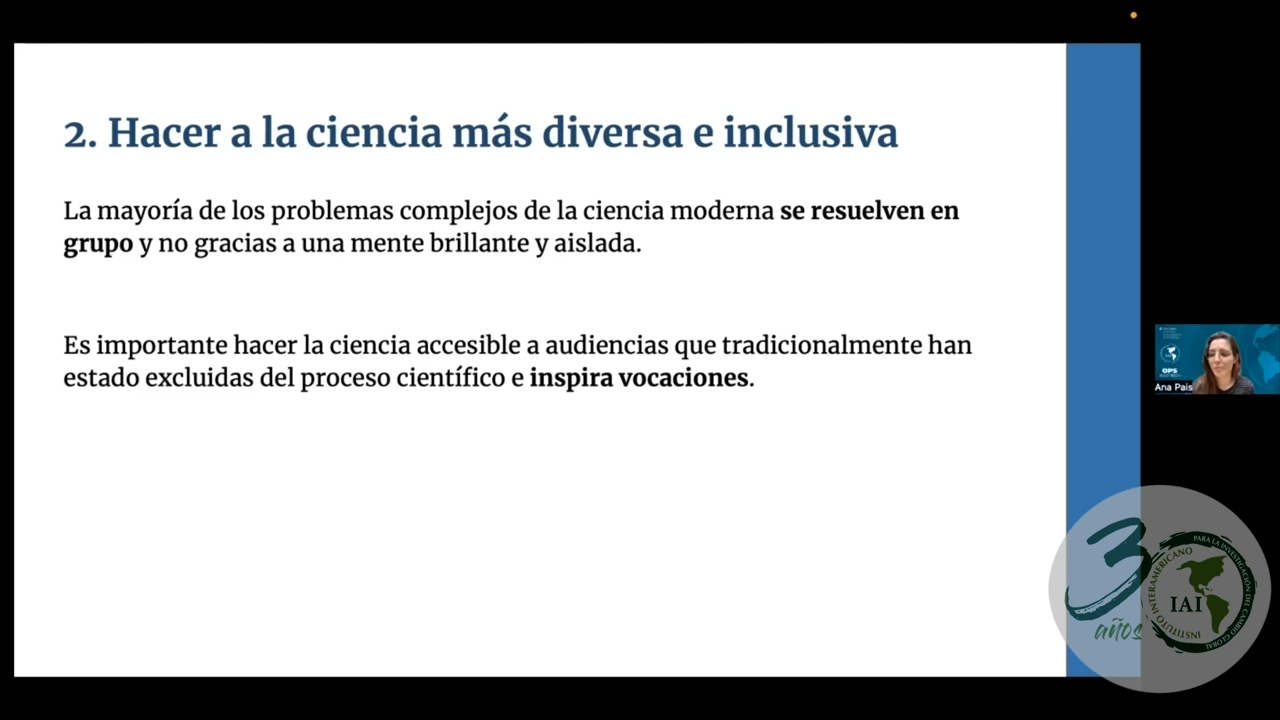 2. Hacer a la ciencia más diversa e inclusiva
La mayoría de los problemas complejos de la ciencia moderna se resuelven en
grupo y no gracias a una mente brillante y aislada.
Es importante hacer la ciencia accesible a audiencias que tradicionalmente han
estado excluidas del proceso científico e inspira vocaciones.
OPS
Ana Pais
30 años
INSTITUTO INTERAMERICANO
PARA LA INVESTIGACIÓN DEL CAMBIO GLOBAL
IAI